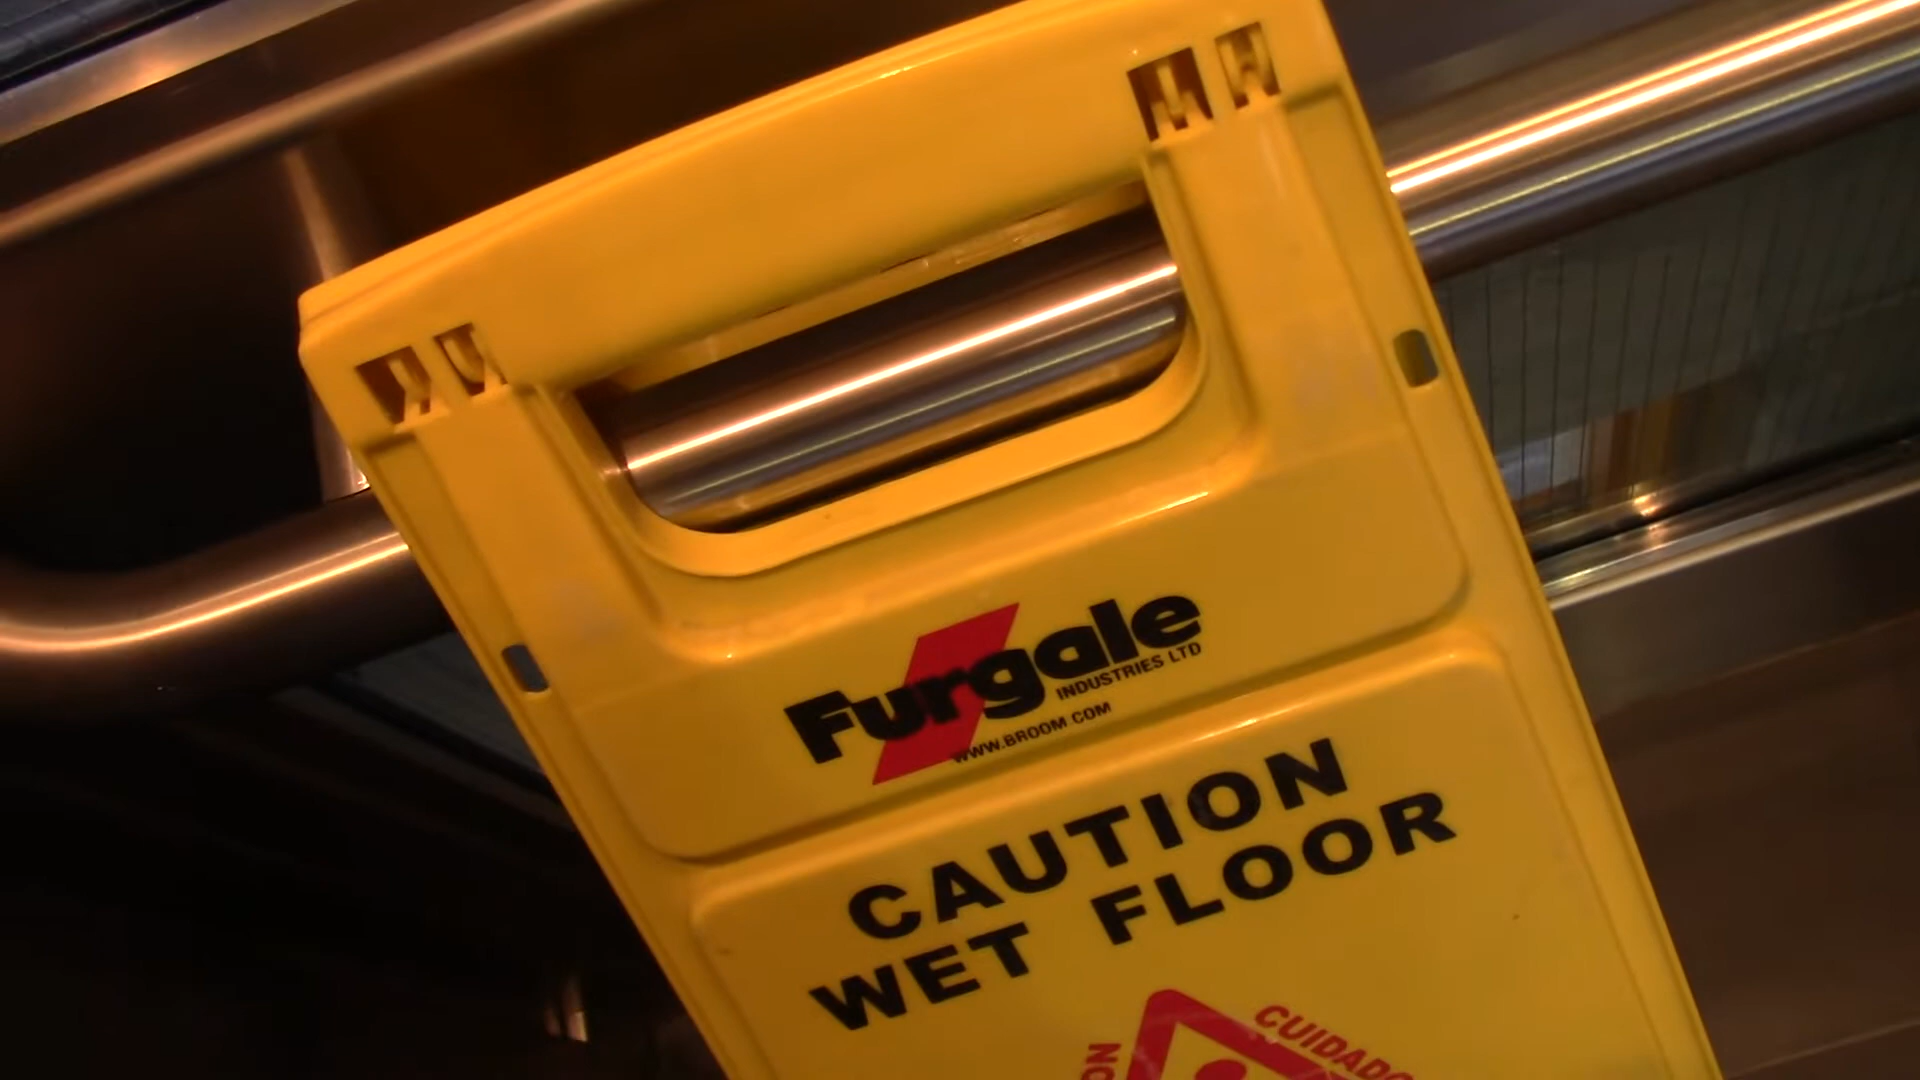 Furgale
INDUSTRIES LTD
WWW.BROOM.COM
CAUTION
WET FLOOR
CUIDADO